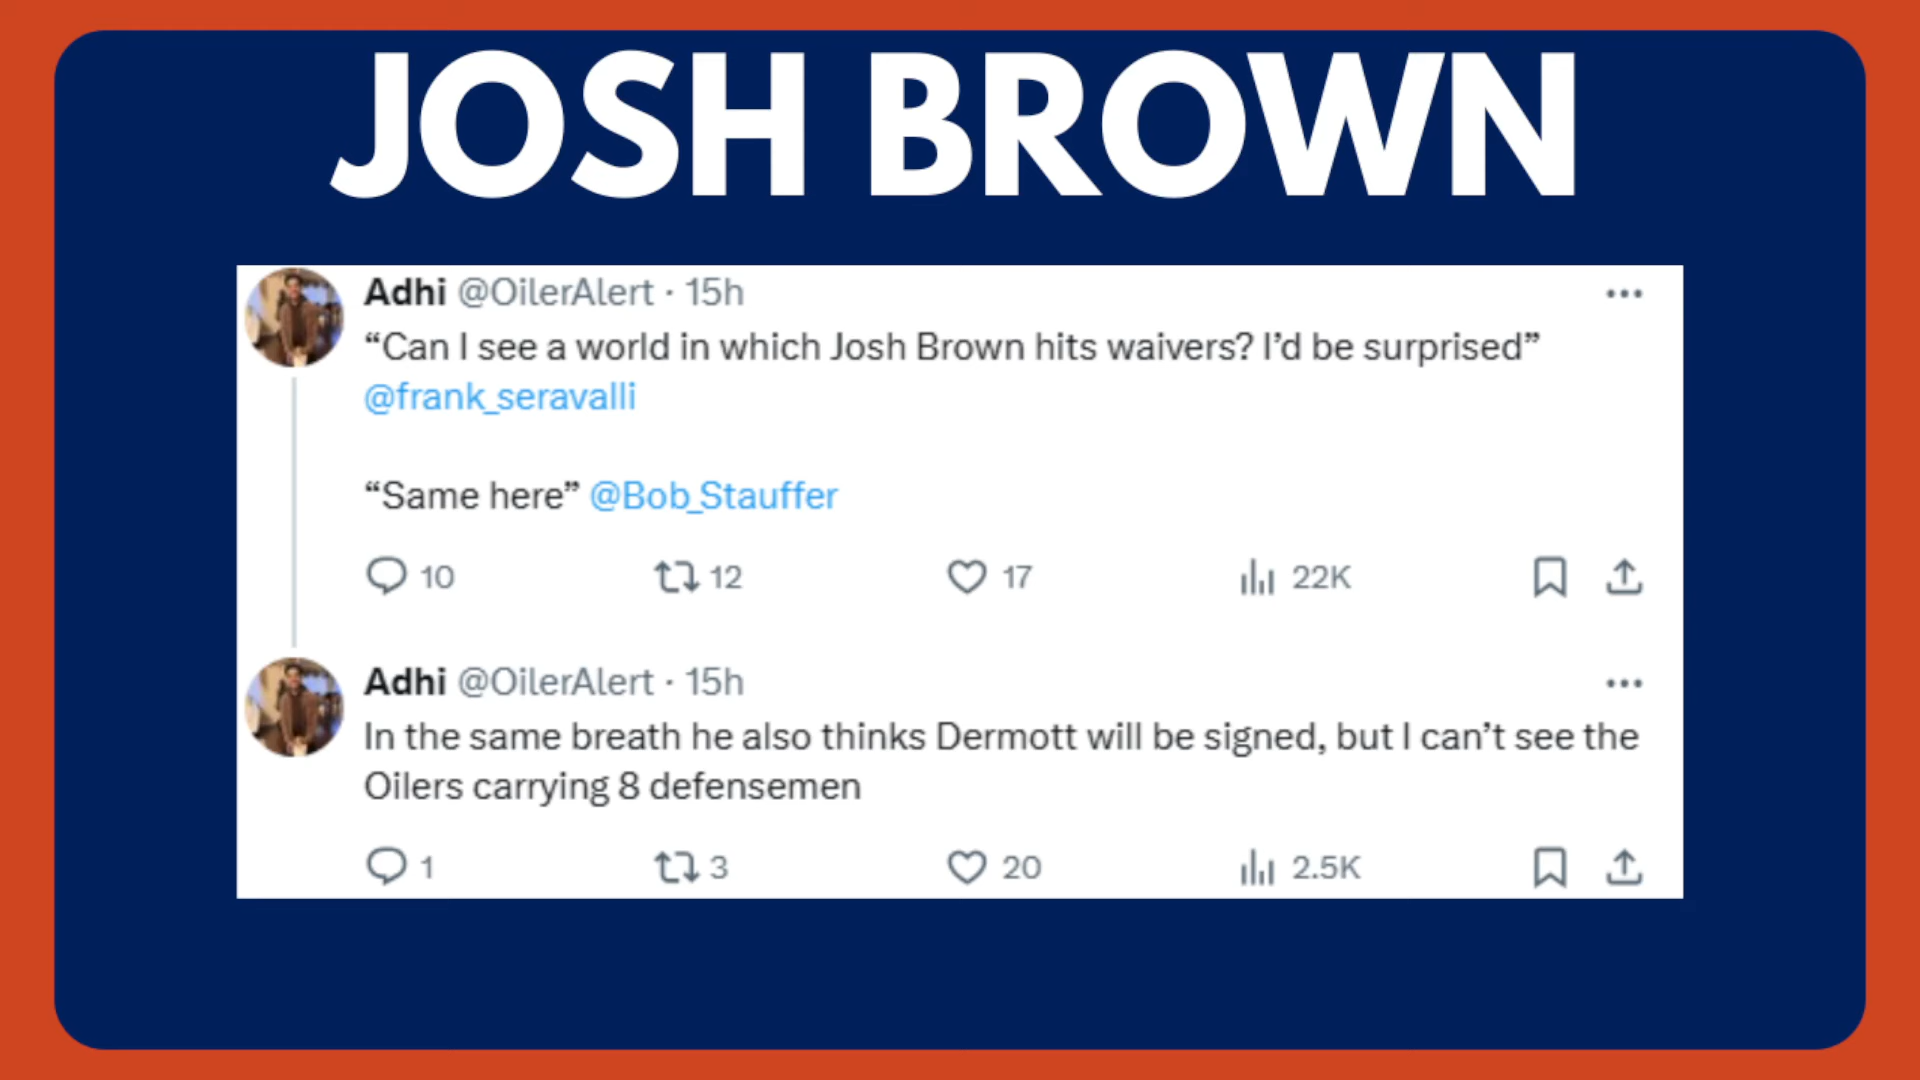 JOSH BROWN
Adhi @OilerAlert · 15h
“Can I see a world in which Josh Brown hits waivers? I’d be surprised”
@frank_seravalli
“Same here” @Bob_Stauffer
10 12 17 22K
Adhi @OilerAlert · 15h
In the same breath he also thinks Dermott will be signed, but I can’t see the
Oilers carrying 8 defensemen
1 3 20 2.5K